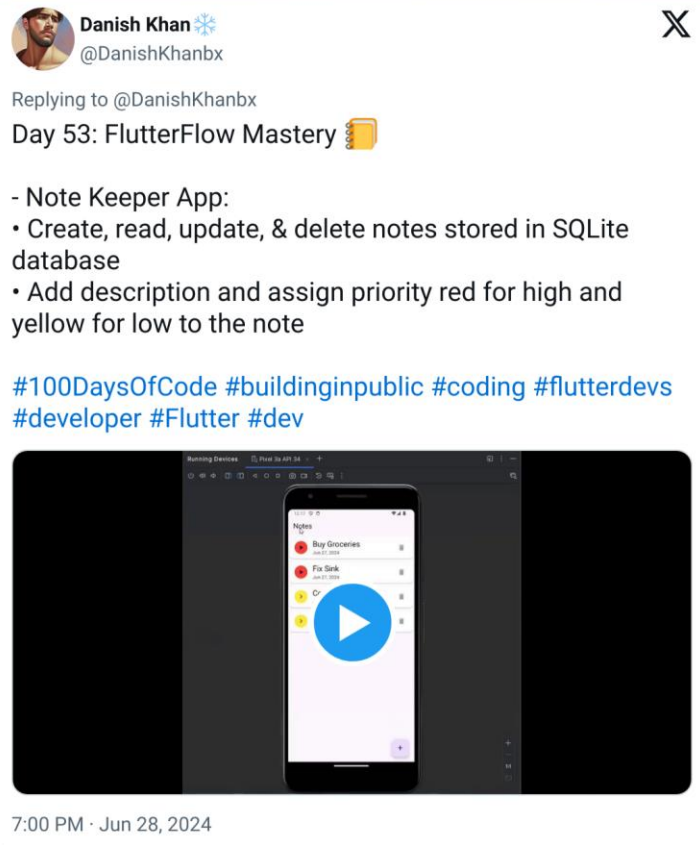 Danish Khan❄️
@DanishKhanbx
Replying to @DanishKhanbx
Day 53: FlutterFlow Mastery 📒
- Note Keeper App:
• Create, read, update, & delete notes stored in SQLite
database
• Add description and assign priority red for high and
yellow for low to the note
#100DaysOfCode #buildinginpublic #coding #flutterdevs
#developer #Flutter #dev
Running Devices Pixel 3a API 34
Notes
Buy Groceries
Jun 27, 2024
Fix Sink
Jun 27, 2024
7:00 PM · Jun 28, 2024